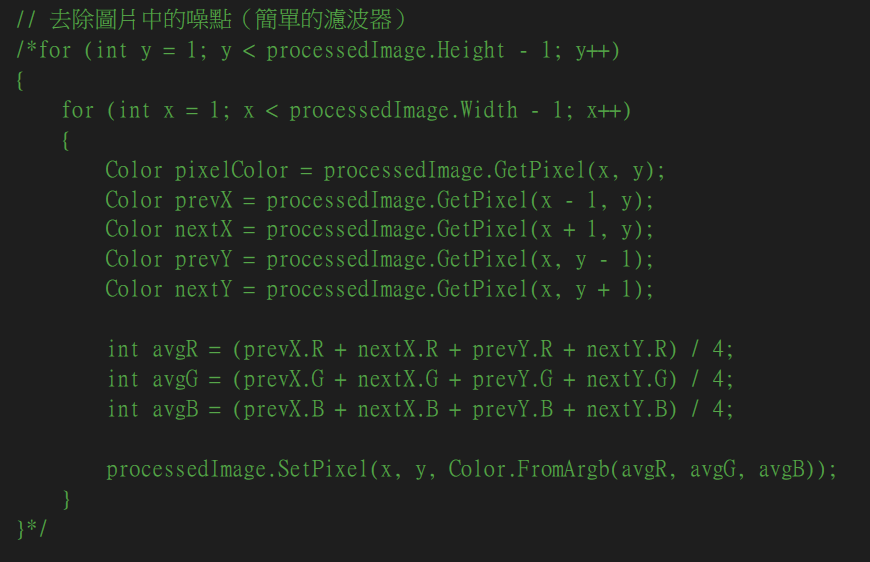 // 去除圖片中的噪點（簡單的濾波器）
/*for (int y = 1; y < processedImage.Height - 1; y++)
{
    for (int x = 1; x < processedImage.Width - 1; x++)
    {
        Color pixelColor = processedImage.GetPixel(x, y);
        Color prevX = processedImage.GetPixel(x - 1, y);
        Color nextX = processedImage.GetPixel(x + 1, y);
        Color prevY = processedImage.GetPixel(x, y - 1);
        Color nextY = processedImage.GetPixel(x, y + 1);

        int avgR = (prevX.R + nextX.R + prevY.R + nextY.R) / 4;
        int avgG = (prevX.G + nextX.G + prevY.G + nextY.G) / 4;
        int avgB = (prevX.B + nextX.B + prevY.B + nextY.B) / 4;

        processedImage.SetPixel(x, y, Color.FromArgb(avgR, avgG, avgB));
    }
}*/